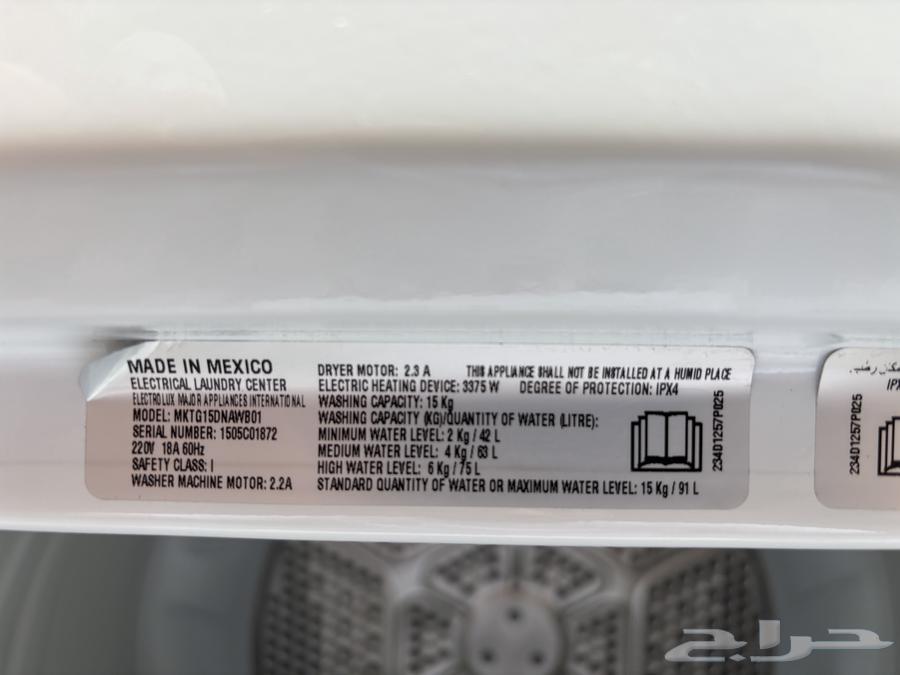 MADE IN MEXICO
ELECTRICAL LAUNDRY CENTER
ELECTROLUX MAJOR APPLIANCES INTERNATIONAL
MODEL: MKTG15DNAWB01
SERIAL NUMBER: 1505C01872
220V 18A 60Hz
SAFETY CLASS: I
WASHER MACHINE MOTOR: 2.2A
DRYER MOTOR: 2.3 A THIS APPLIANCE SHALL NOT BE INSTALLED AT A HUMID PLACE
ELECTRIC HEATING DEVICE: 3375 W DEGREE OF PROTECTION: IPX4
WASHING CAPACITY: 15 Kg
WASHING CAPACITY (KG)/QUANTITY OF WATER (LITRE):
MINIMUM WATER LEVEL: 2 Kg / 42 L
MEDIUM WATER LEVEL: 4 Kg / 63 L
HIGH WATER LEVEL: 6 Kg / 75 L
STANDARD QUANTITY OF WATER OR MAXIMUM WATER LEVEL: 15 Kg / 91 L
234D1257P025
رطب.
234D1257P025
حراج